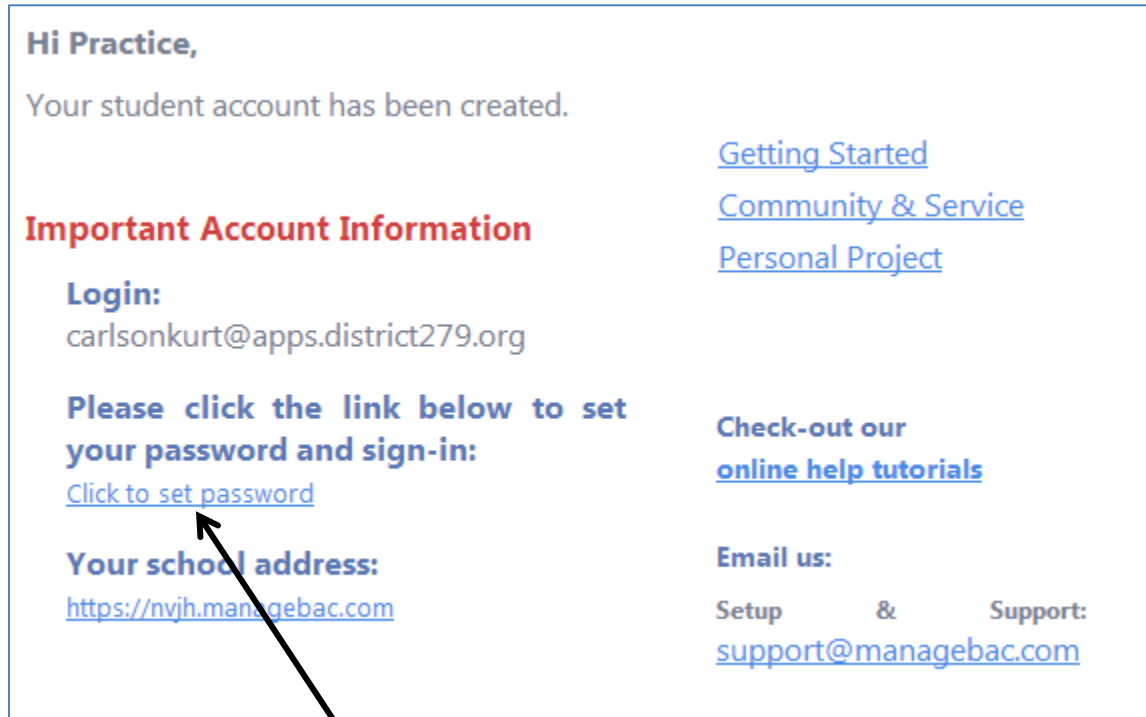 Hi Practice,
Your student account has been created.
Important Account Information
Login:
carlsonkurt@apps.district279.org
Please click the link below to set
your password and sign-in:
Click to set password
Your school address:
https://nvjh.managebac.com
Getting Started
Community & Service
Personal Project
Check-out our
online help tutorials
Email us:
Setup & Support:
support@managebac.com